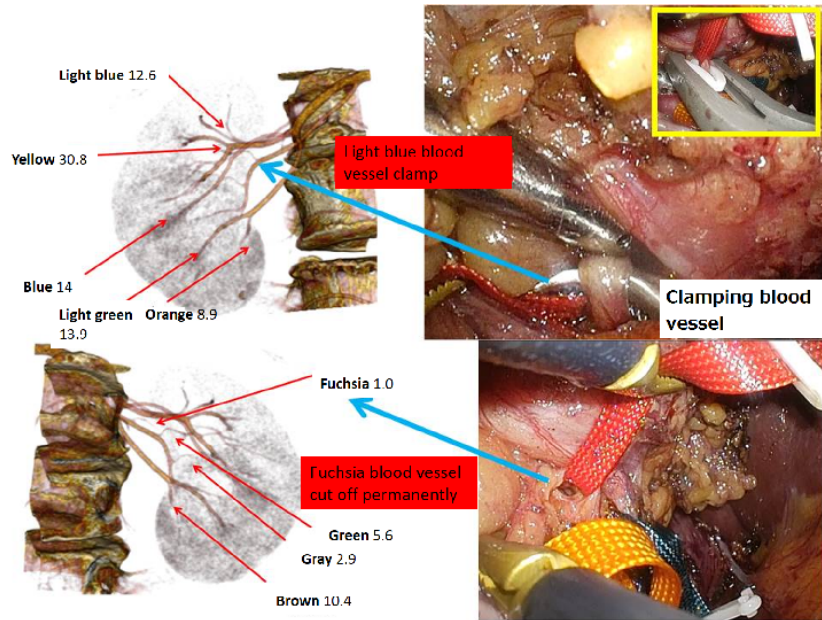 Light blue 12.6
Yellow 30.8
Light blue blood
vessel clamp
Blue 14
Light green
13.9
Orange 8.9
Clamping blood
vessel
Fuchsia 1.0
Fuchsia blood vessel
cut off permanently
Green 5.6
Gray 2.9
Brown 10.4